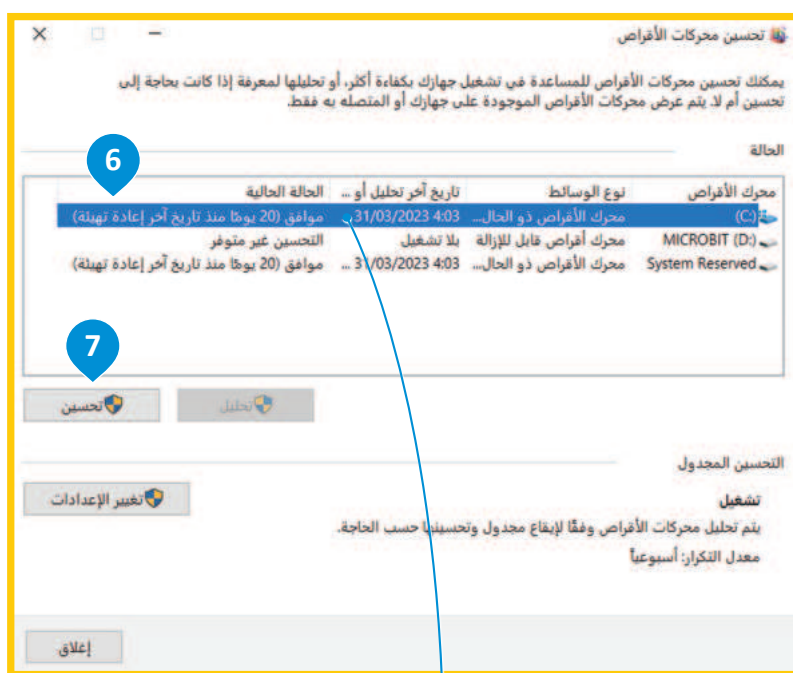 تحسين محركات الأقراص
يمكنك تحسين محركات الأقراص للمساعدة في تشغيل جهازك بكفاءة أكثر، أو تحليلها لمعرفة إذا كانت بحاجة إلى
تحسين أم لا. يتم عرض محركات الأقراص الموجودة على جهازك أو المتصله به فقط.
الحالة
6
محرك الأقراص نوع الوسائط تاريخ آخر تحليل أو ... الحالة الحالية
(C:) محرك الأقراص ذو الحال... 31/03/2023 4:03 ... موافق (20 يومًا منذ تاريخ آخر إعادة تهيئة)
MICROBIT (D:) محرك أقراص قابل للإزالة بلا تشغيل التحسين غير متوفر
System Reserved محرك الأقراص ذو الحال... 31/03/2023 4:03 ... موافق (20 يومًا منذ تاريخ آخر إعادة تهيئة)
7
تحليل تحسين
التحسين المجدول
تشغيل تغيير الإعدادات
يتم تحليل محركات الأقراص وفقًا لإيقاع مجدول وتحسينها حسب الحاجة.
معدل التكرار: أسبوعياً
إغلاق